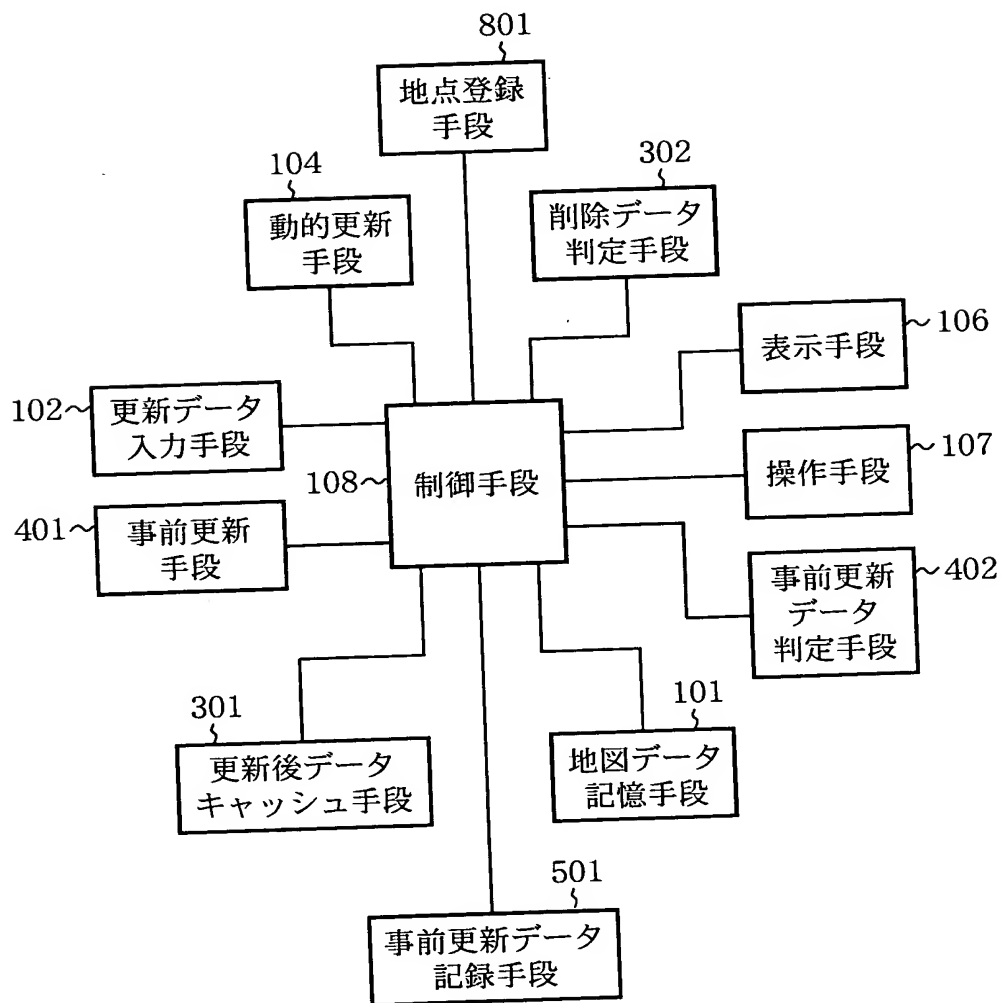 801
地点登録
手段
104
動的更新
手段
302
削除データ
判定手段
106
表示手段
102
更新データ
入力手段
108
制御手段
107
操作手段
401
事前更新
手段
402
事前更新
データ
判定手段
301
更新後データ
キャッシュ手段
101
地図データ
記憶手段
501
事前更新データ
記録手段